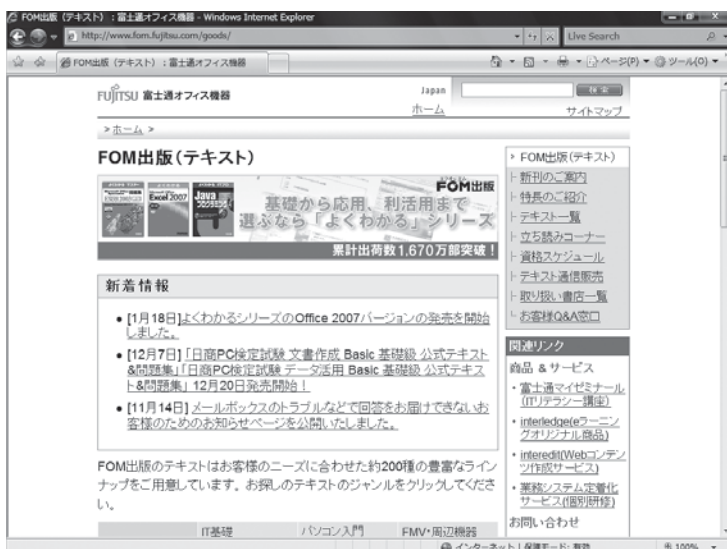 FOM出版 (テキスト) : 富士通オフィス機器 - Windows Internet Explorer
http://www.fom.fujitsu.com/goods/
Live Search
FOM出版 (テキスト) : 富士通オフィス機器
ページ(P)
ツール(O)
FUJITSU 富士通オフィス機器
Japan
検索
ホーム
サイトマップ
> ホーム >
FOM出版(テキスト)
FOM出版
Excel 2007
Java
プログラミング
基礎から応用、利活用まで
選ぶなら「よくわかる」シリーズ
累計出荷数1,670万部突破!
新着情報
• [1月18日]よくわかるシリーズのOffice 2007バージョンの発売を開始
しました。
• [12月7日]「日商PC検定試験 文書作成 Basic 基礎級 公式テキスト
&問題集」「日商PC検定試験 データ活用 Basic 基礎級 公式テキス
ト&問題集」 12月20日発売開始!
• [11月14日]メールボックスのトラブルなどで回答をお届けできないお
客様のためのお知らせページを公開いたしました。
FOM出版のテキストはお客様のニーズに合わせた約200種の豊富なライン
ナップをご用意しています。お探しのテキストのジャンルをクリックしてくださ
い。
IT基礎
パソコン入門
FMV・周辺機器
> FOM出版(テキスト)
新刊のご案内
特長のご紹介
テキスト一覧
立ち読みコーナー
資格スケジュール
テキスト通信販売
取り扱い書店一覧
お客様Q&A窓口
関連リンク
商品 & サービス
・富士通マイゼミナール
(ITリテラシー講座)
・interledge(eラーニン
グオリジナル商品)
・interedit(Webコンテン
ツ作成サービス)
・業務システム定着化
サービス(個別研修)
お問い合わせ
インターネット | 保護モード: 有効
100%